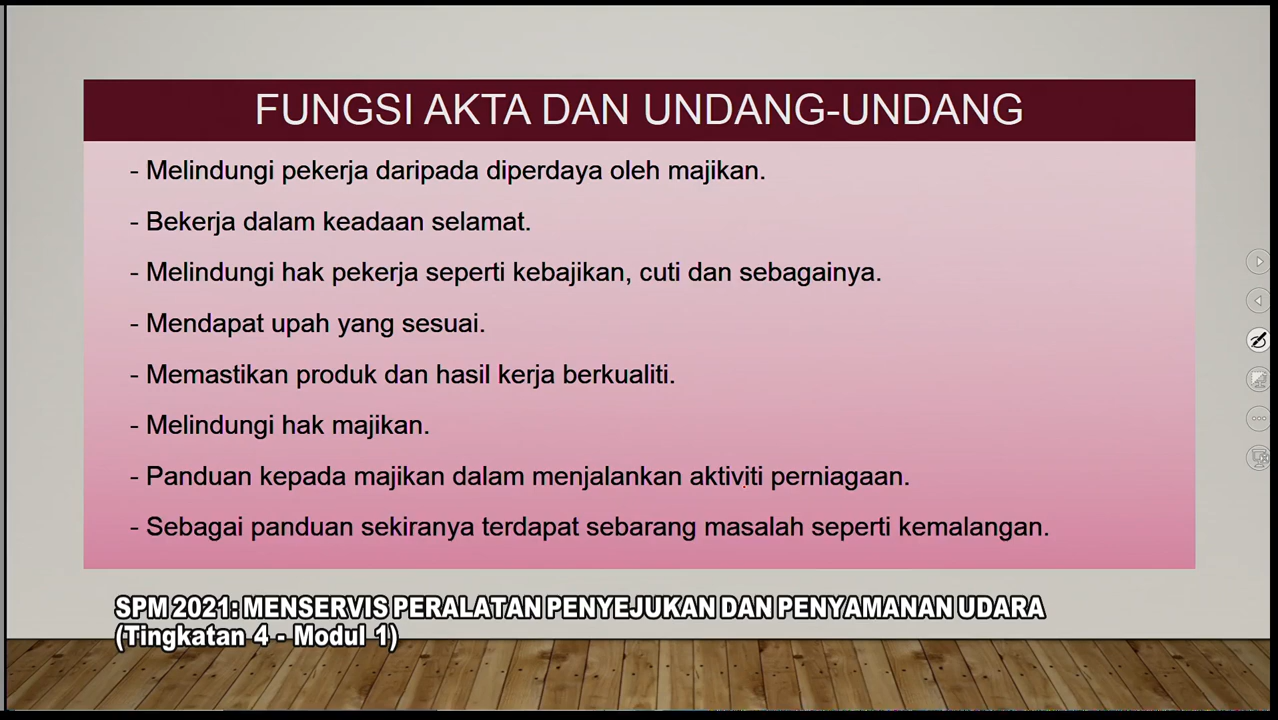 FUNGSI AKTA DAN UNDANG-UNDANG
- Melindungi pekerja daripada diperdaya oleh majikan.
- Bekerja dalam keadaan selamat.
- Melindungi hak pekerja seperti kebajikan, cuti dan sebagainya.
- Mendapat upah yang sesuai.
- Memastikan produk dan hasil kerja berkualiti.
- Melindungi hak majikan.
- Panduan kepada majikan dalam menjalankan aktiviti perniagaan.
- Sebagai panduan sekiranya terdapat sebarang masalah seperti kemalangan.
SPM 2021: MENSERVIS PERALATAN PENYEJUKAN DAN PENYAMANAN UDARA
(Tingkatan 4 - Modul 1)